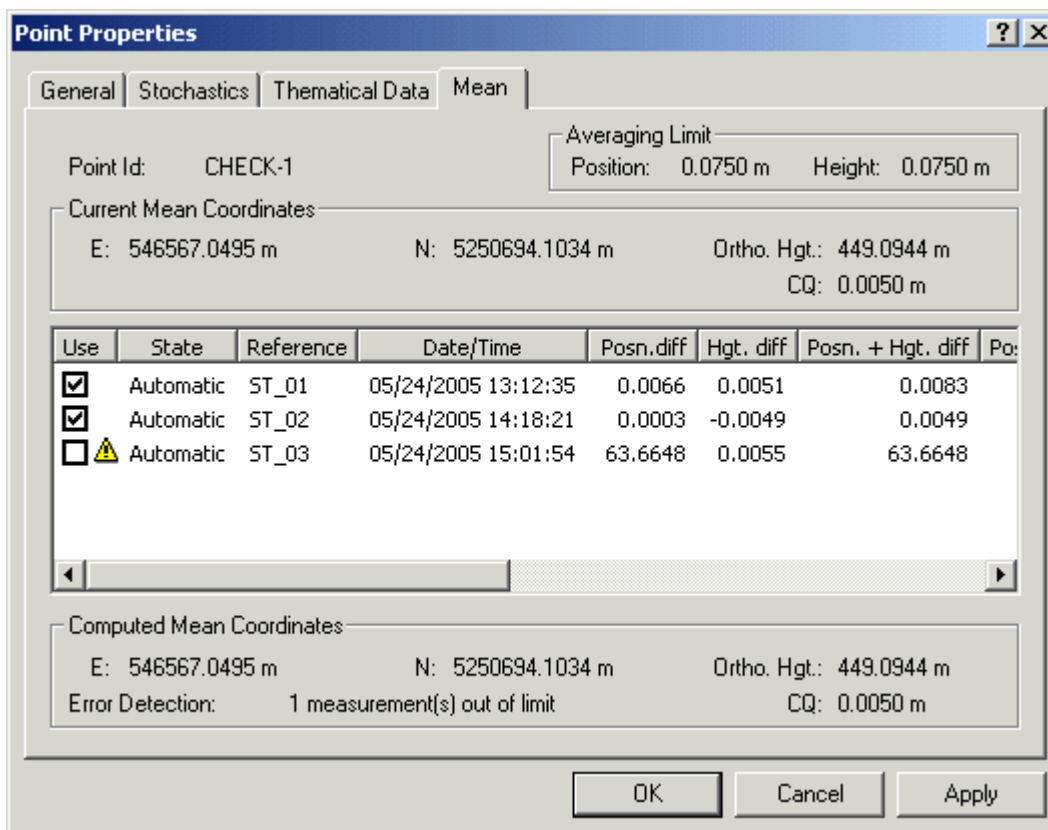 Point Properties
General Stochastics Thematical Data Mean
Averaging Limit
Point Id: CHECK-1 Position: 0.0750 m Height: 0.0750 m
Current Mean Coordinates
E: 546567.0495 m N: 5250694.1034 m Ortho. Hgt.: 449.0944 m
CQ: 0.0050 m
Use State Reference Date/Time Posn.diff Hgt. diff Posn. + Hgt. diff Po
Automatic ST_01 05/24/2005 13:12:35 0.0066 0.0051 0.0083
Automatic ST_02 05/24/2005 14:18:21 0.0003 -0.0049 0.0049
Automatic ST_03 05/24/2005 15:01:54 63.6648 0.0055 63.6648
Computed Mean Coordinates
E: 546567.0495 m N: 5250694.1034 m Ortho. Hgt.: 449.0944 m
Error Detection: 1 measurement(s) out of limit CQ: 0.0050 m
OK Cancel Apply